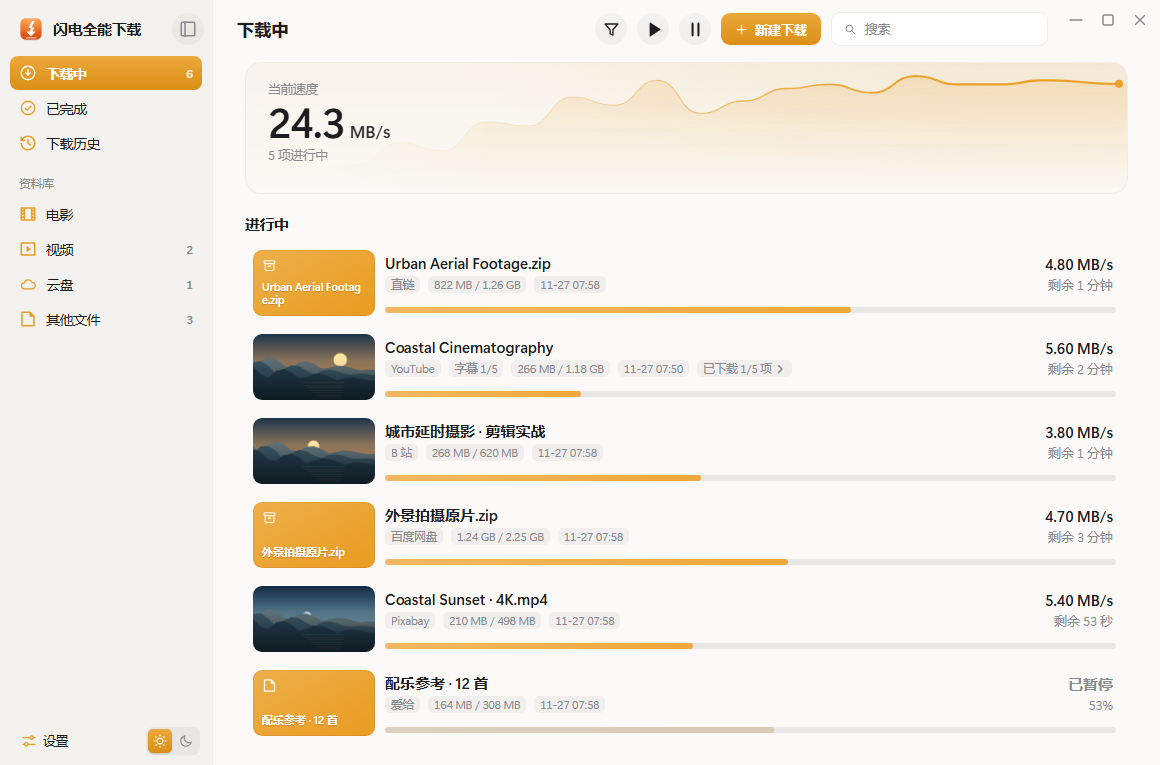 闪电全能下载
下载中 6
已完成
下载历史
资料库
电影
视频 2
云盘 1
其他文件 3
设置
下载中
+ 新建下载
搜索
当前速度
24.3 MB/s
5 项进行中
进行中
Urban Aerial Footag
e.zip
Urban Aerial Footage.zip
直链 822 MB / 1.26 GB 11-27 07:58
4.80 MB/s
剩余 1 分钟
Coastal Cinematography
YouTube 字幕 1/5 266 MB / 1.18 GB 11-27 07:50 已下载 1/5 项
5.60 MB/s
剩余 2 分钟
城市延时摄影 · 剪辑实战
B 站 268 MB / 620 MB 11-27 07:58
3.80 MB/s
剩余 1 分钟
外景拍摄原片.zip
外景拍摄原片.zip
百度网盘 1.24 GB / 2.25 GB 11-27 07:58
4.70 MB/s
剩余 3 分钟
Coastal Sunset · 4K.mp4
Pixabay 210 MB / 498 MB 11-27 07:58
5.40 MB/s
剩余 53 秒
配乐参考 · 12 首
配乐参考 · 12 首
爱给 164 MB / 308 MB 11-27 07:58
已暂停
53%